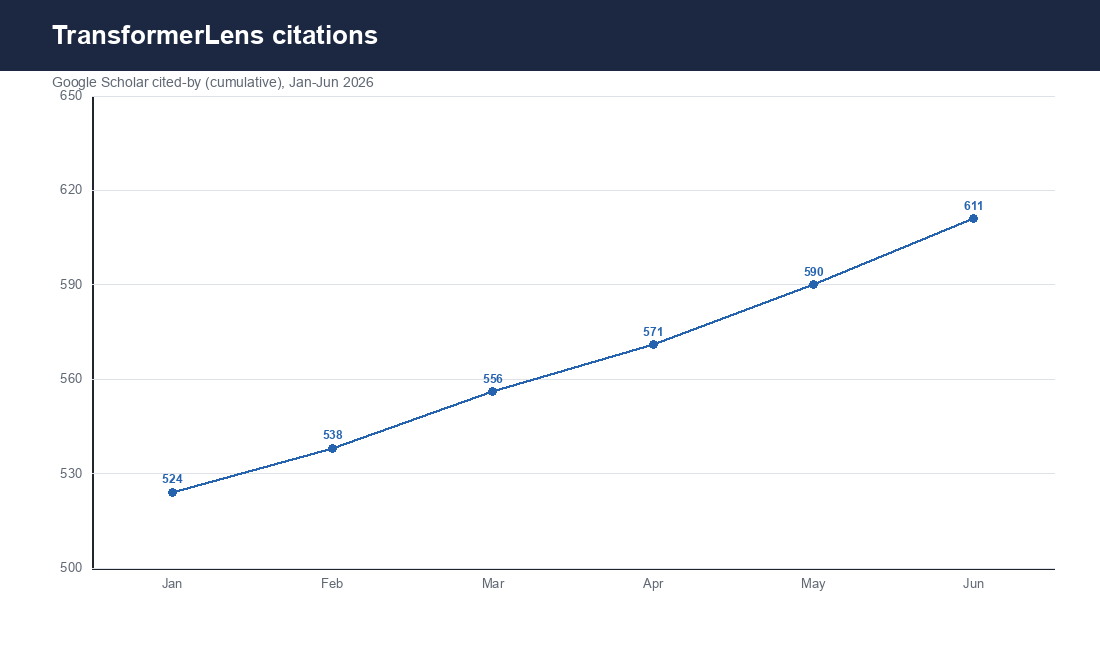 TransformerLens citations
Google Scholar cited-by (cumulative), Jan-Jun 2026
650
620
590
560
530
500
524
538
556
571
590
611
Jan
Feb
Mar
Apr
May
Jun